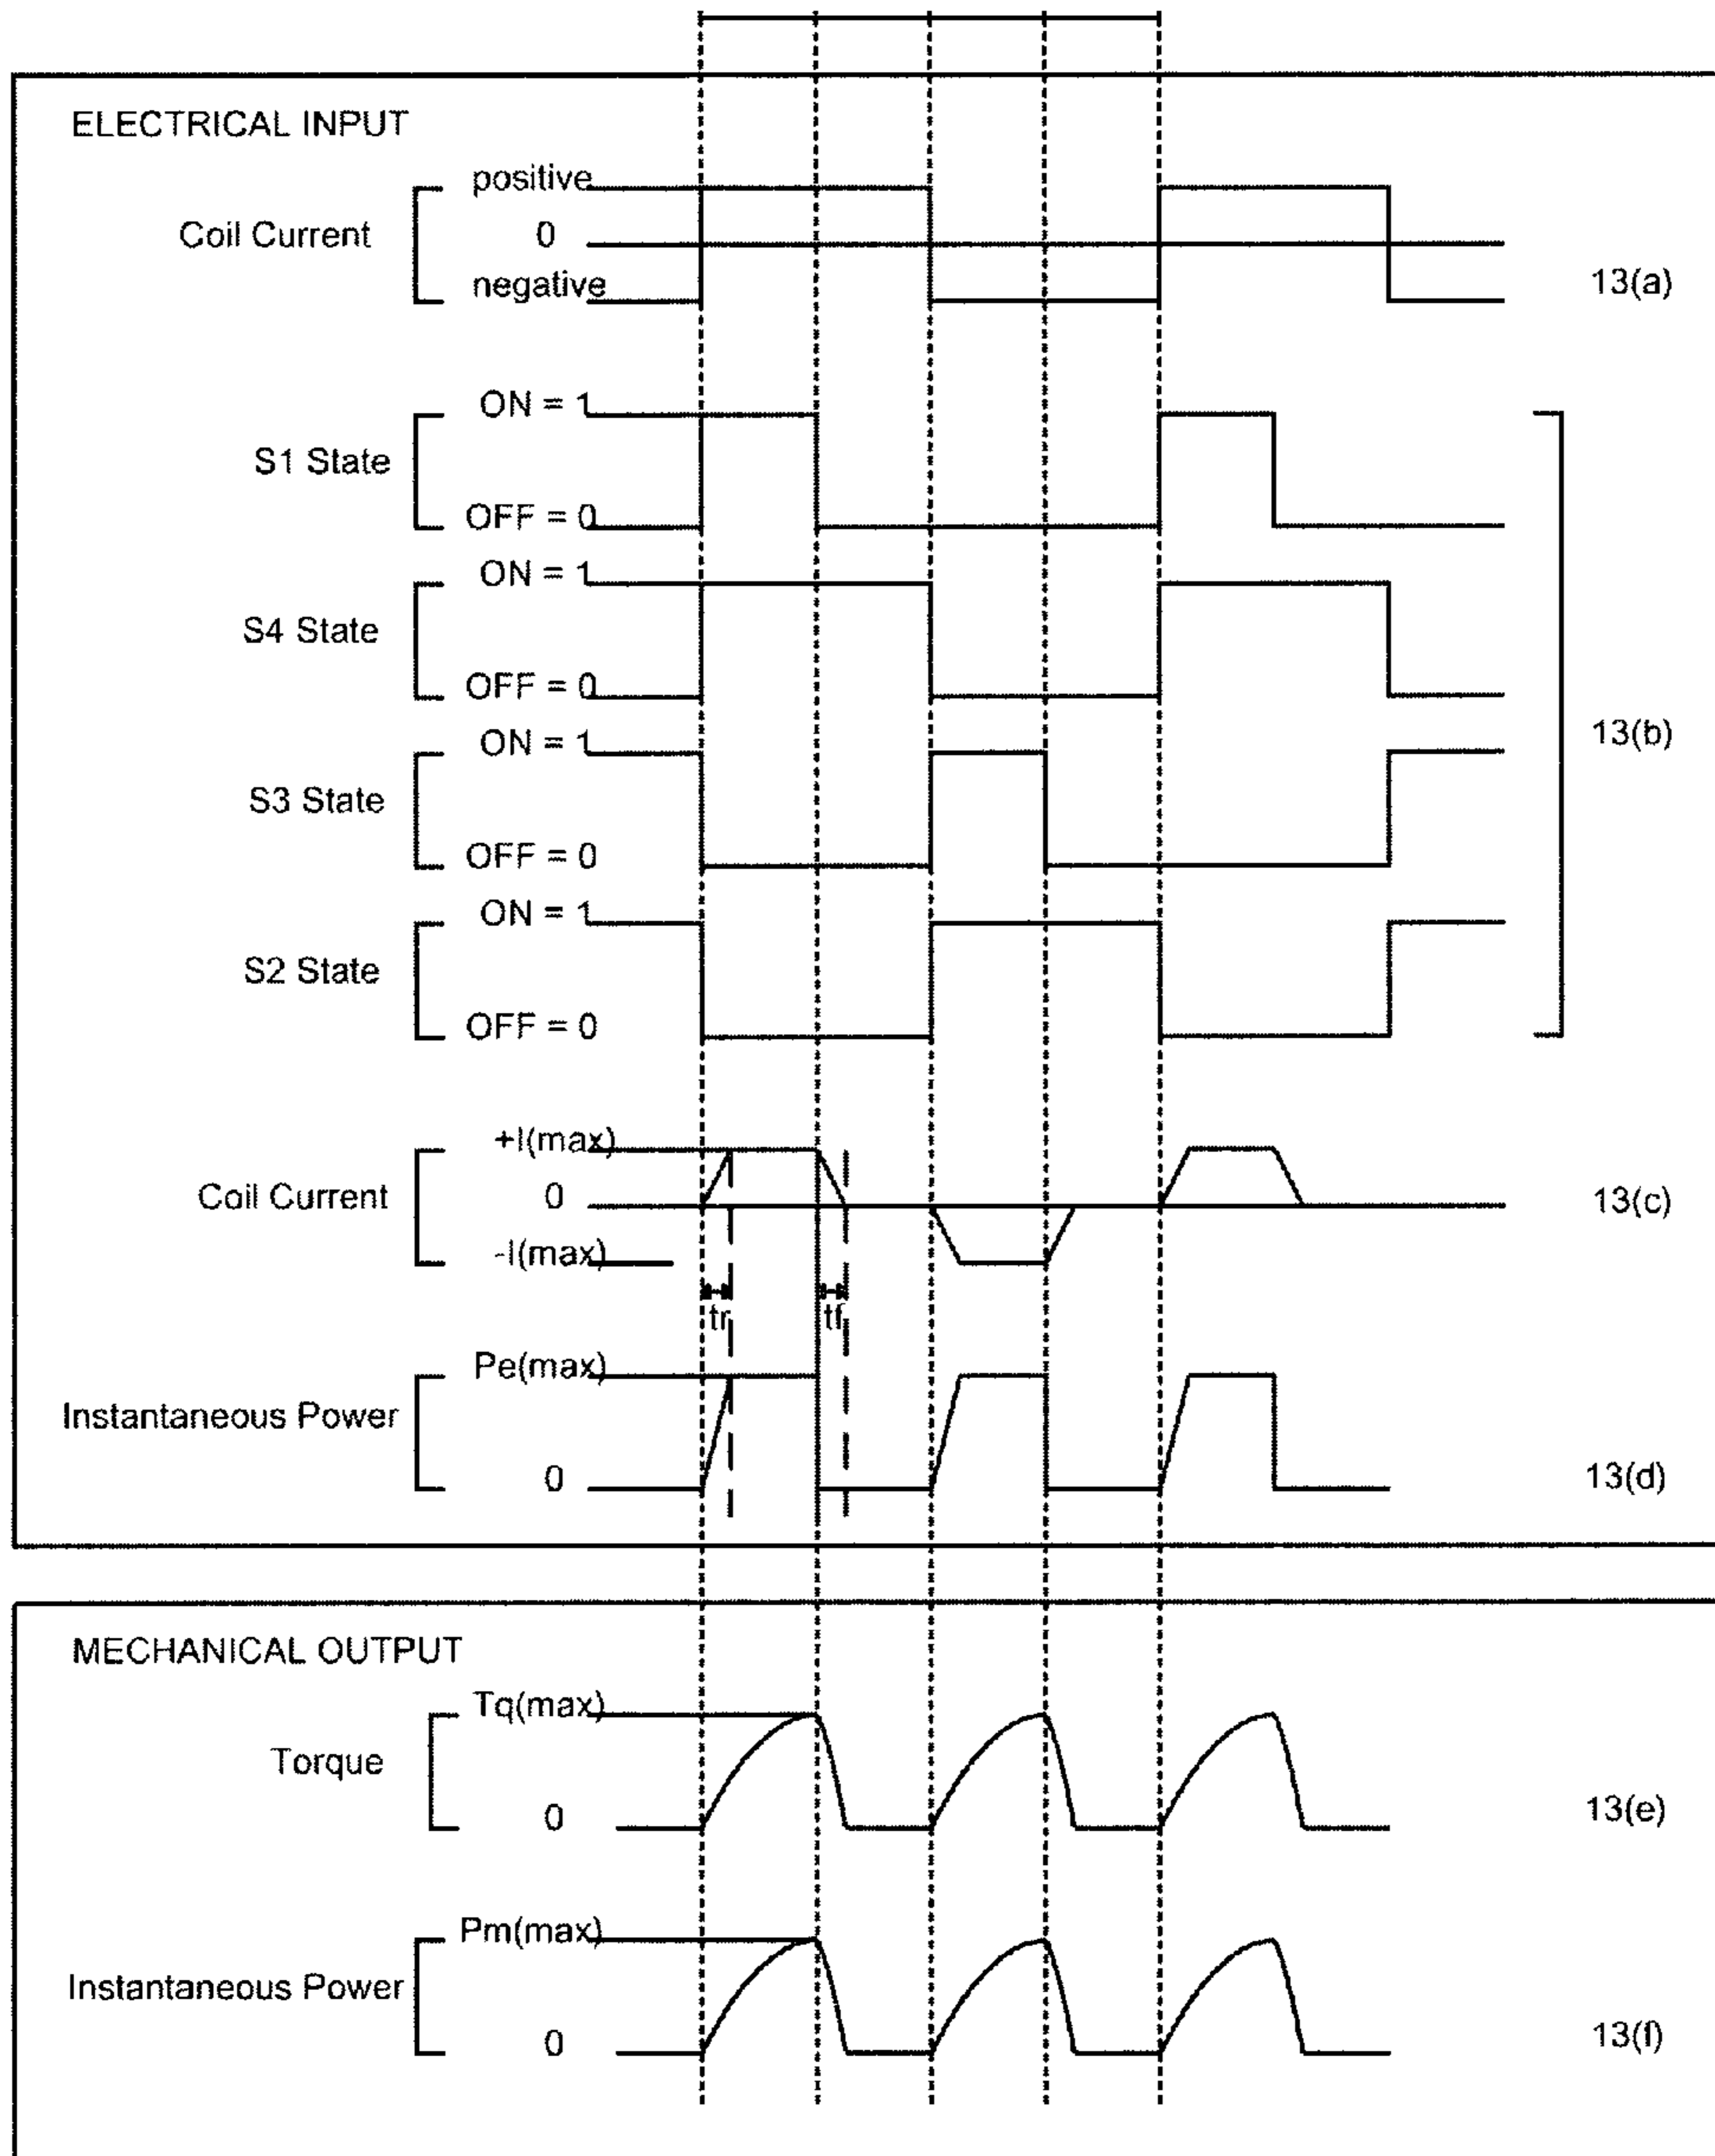 ELECTRICAL INPUT
positive
Coil Current
0
negative
13(a)
ON = 1
S1 State
OFF = 0
ON = 1
S4 State
OFF = 0
ON = 1
S3 State
OFF = 0
13(b)
ON = 1
S2 State
OFF = 0
+I(max)
Coil Current
0
13(c)
-I(max)
tr
tf
Pe(max)
Instantaneous Power
0
13(d)
MECHANICAL OUTPUT
Tq(max)
Torque
0
13(e)
Pm(max)
Instantaneous Power
0
13(f)